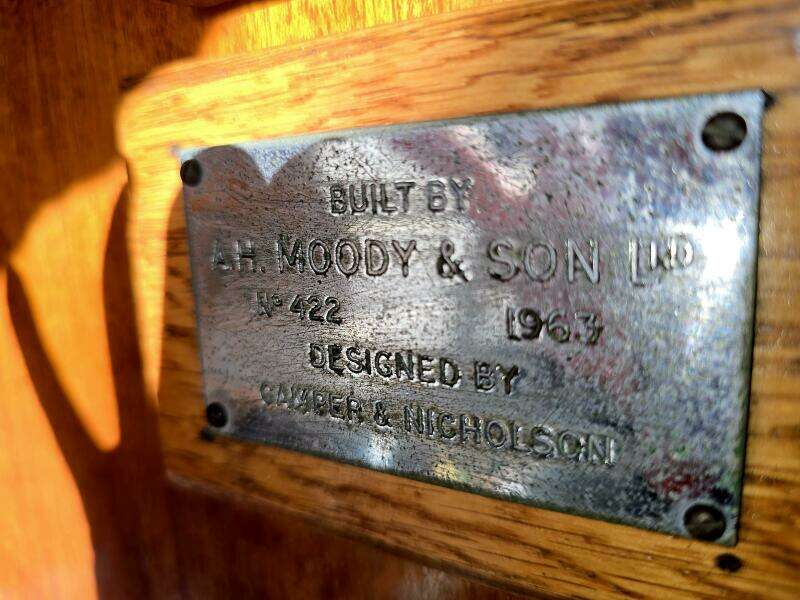 BUILT BY
A.H. MOODY & SON LTD
No 422 1963
DESIGNED BY
CAMPER & NICHOLSON